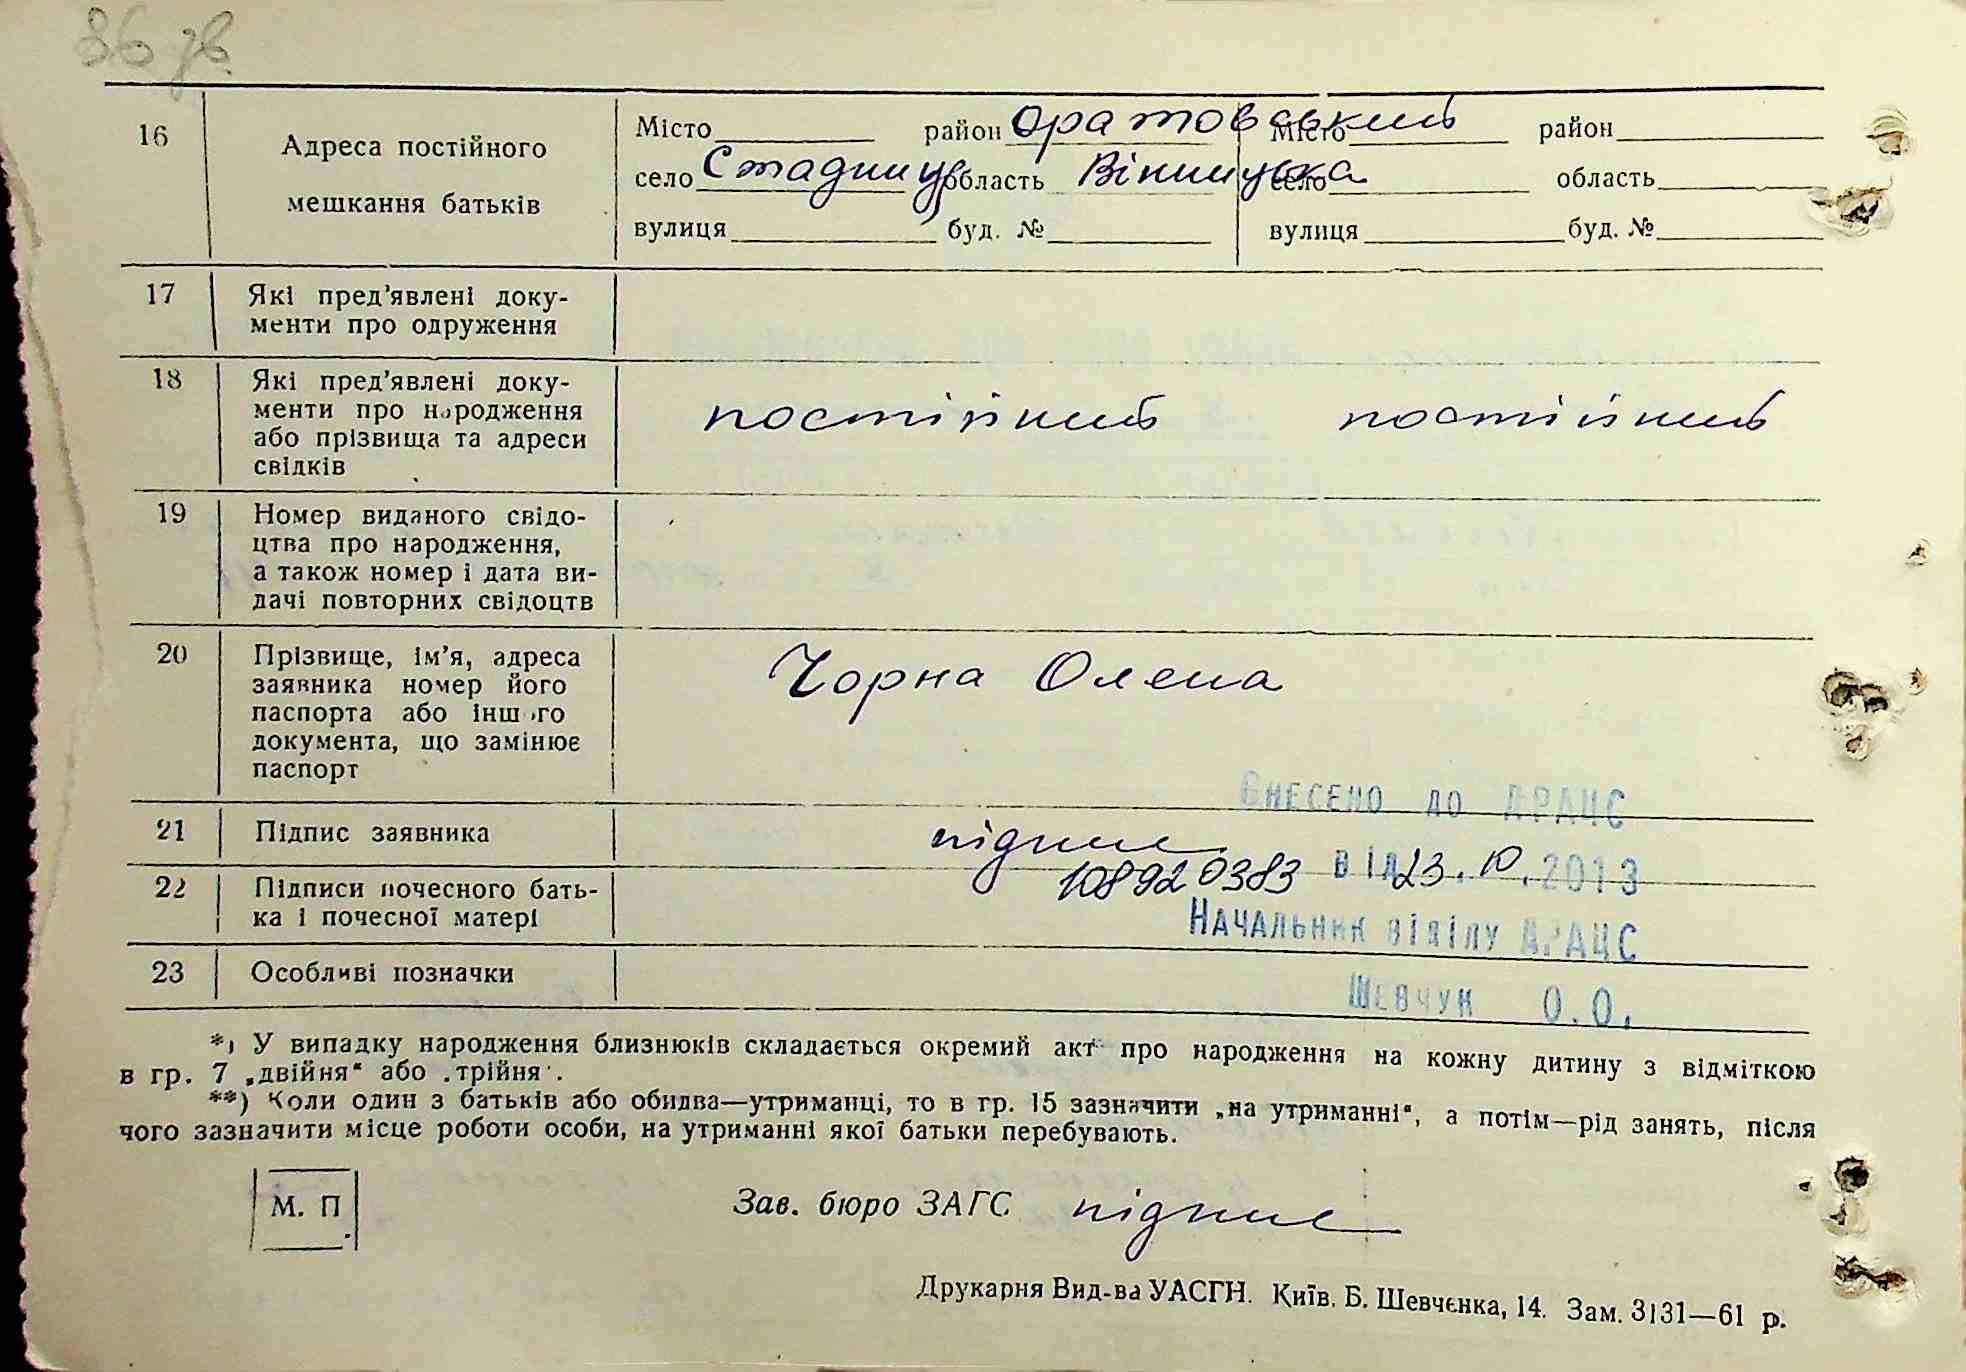 86 зв.
16 Адреса постійного мешкання батьків
Місто район Оратовський Місто район
село Стадниця область Вінницька село область
вулиця буд. № вулиця буд. №
17 Які пред'явлені доку-
менти про одруження
18 Які пред'явлені доку-
менти про народження
або прізвища та адреси
свідків
постійний постійний
19 Номер виданого свідо-
цтва про народження,
а також номер і дата ви-
дачі повторних свідоцтв
20 Прізвище, ім'я, адреса
заявника номер його
паспорта або іншого
документа, що замінює
паспорт
Чорна Олена
Внесено до ДРАЦС
21 Підпис заявника підпис
10892 0383 від 23.10.2013
22 Підписи почесного бать-
ка і почесної матері
Начальник відділу ДРАЦС
23 Особливі позначки
Шевчук О.О.
*) У випадку народження близнюків складається окремий акт про народження на кожну дитину з відміткою
в гр. 7 „двійня" або „трійня".
**) Коли один з батьків або обидва—утриманці, то в гр. 15 зазначити „на утриманні", а потім—рід занять, після
чого зазначити місце роботи особи, на утриманні якої батьки перебувають.
М. П.
Зав. бюро ЗАГС підпис
Друкарня Вид-ва УАСГН. Київ, Б. Шевченка, 14. Зам. 3131—61 р.